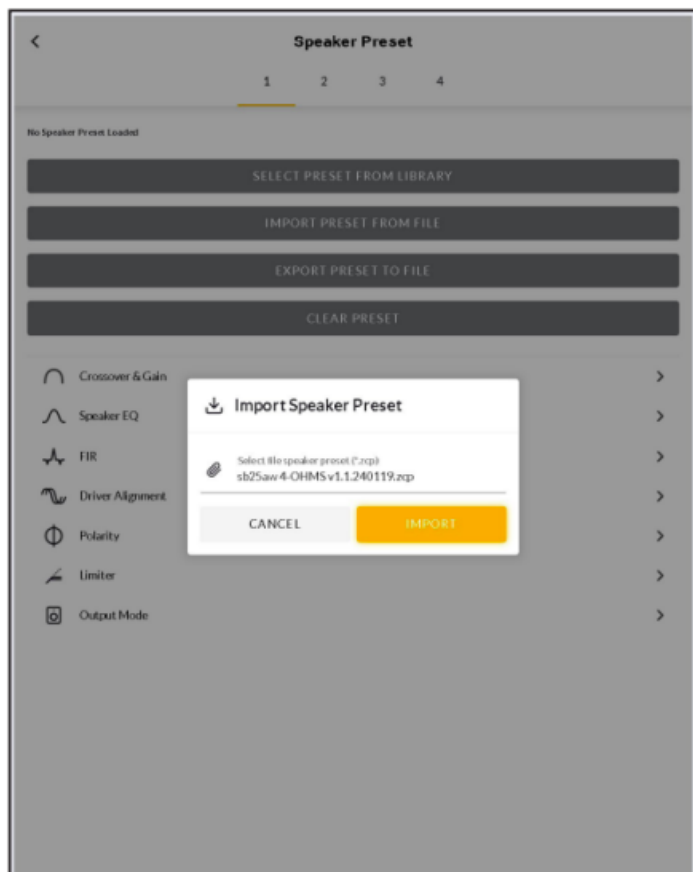 Speaker Preset
1 2 3 4
No Speaker Preset Loaded
SELECT PRESET FROM LIBRARY
IMPORT PRESET FROM FILE
EXPORT PRESET TO FILE
CLEAR PRESET
Crossover & Gain
Speaker EQ
FIR
Driver Alignment
Polarity
Limiter
Output Mode
Import Speaker Preset
Select file speaker preset (*.zcp)
sb25aw 4-OHMS v1.1.240119.zcp
CANCEL IMPORT